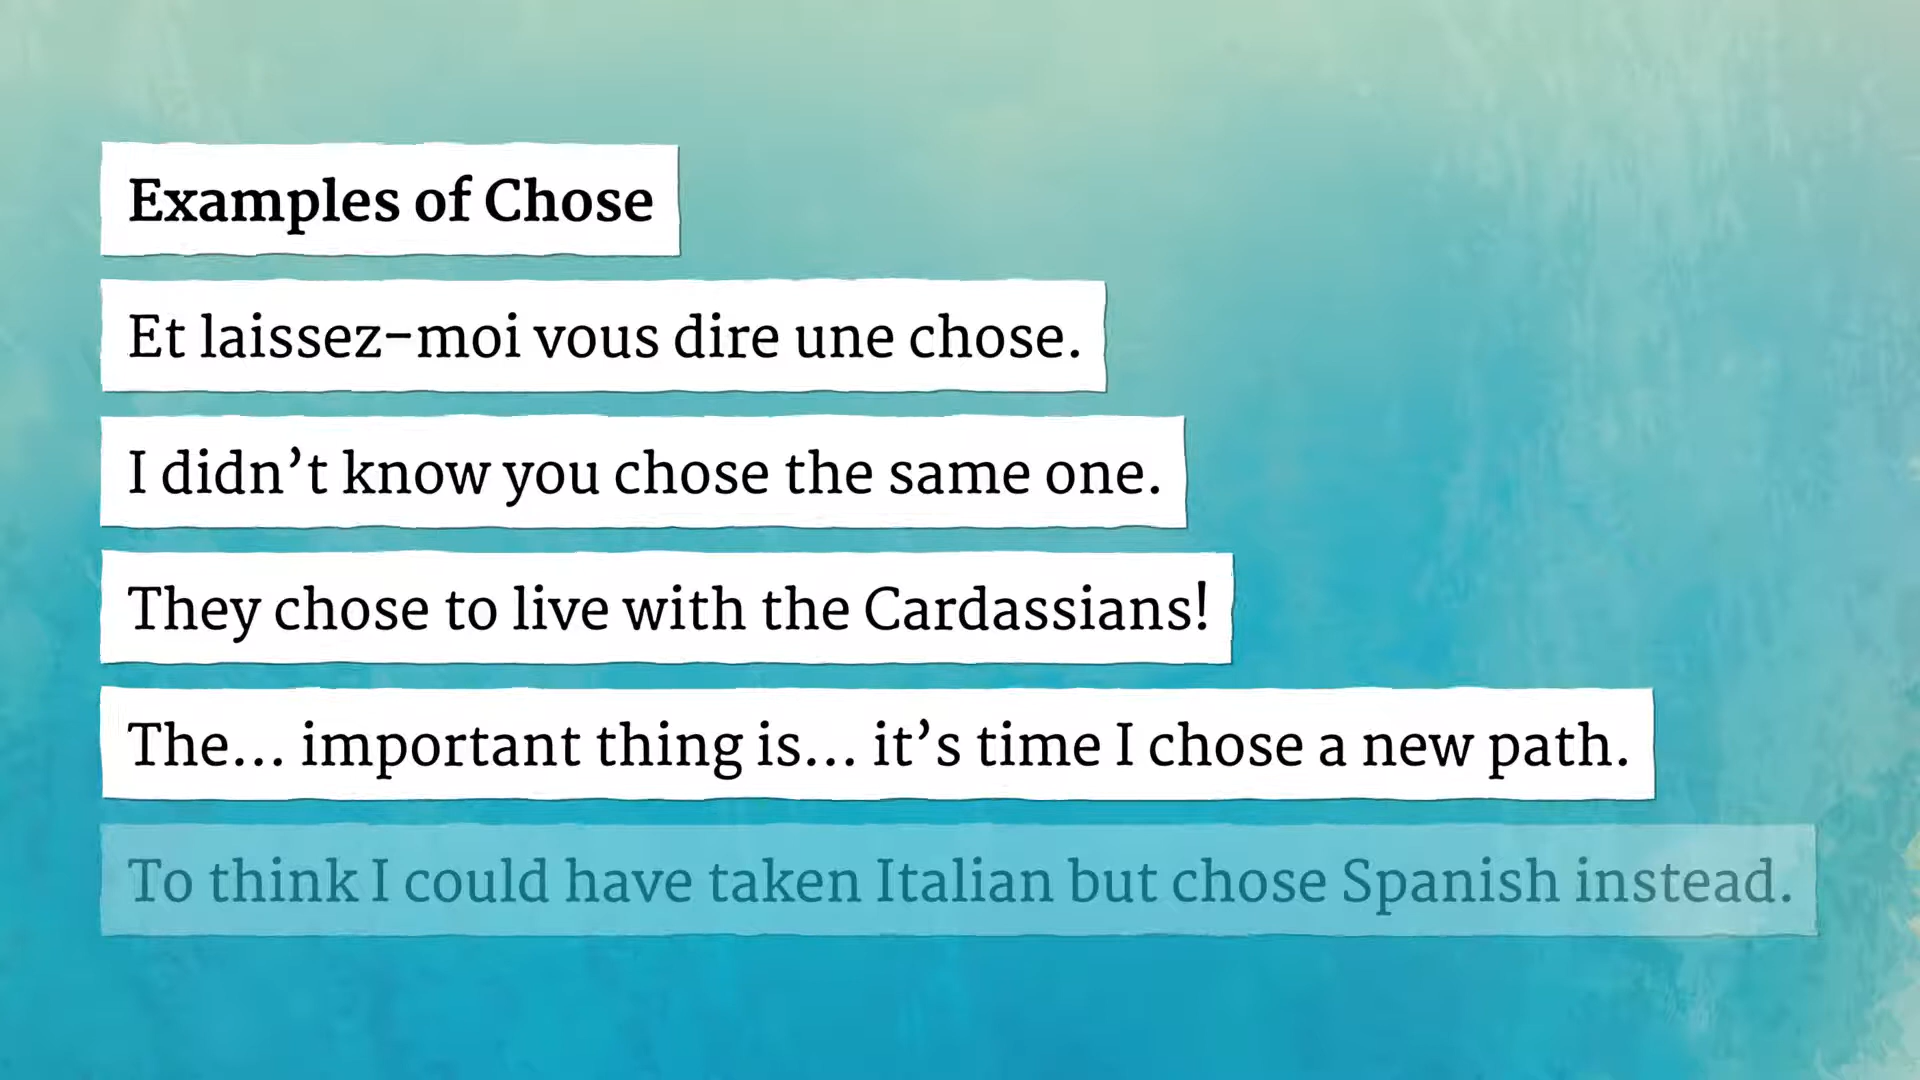 Examples of Chose
Et laissez-moi vous dire une chose.
I didn’t know you chose the same one.
They chose to live with the Cardassians!
The... important thing is... it’s time I chose a new path.
To think I could have taken Italian but chose Spanish instead.